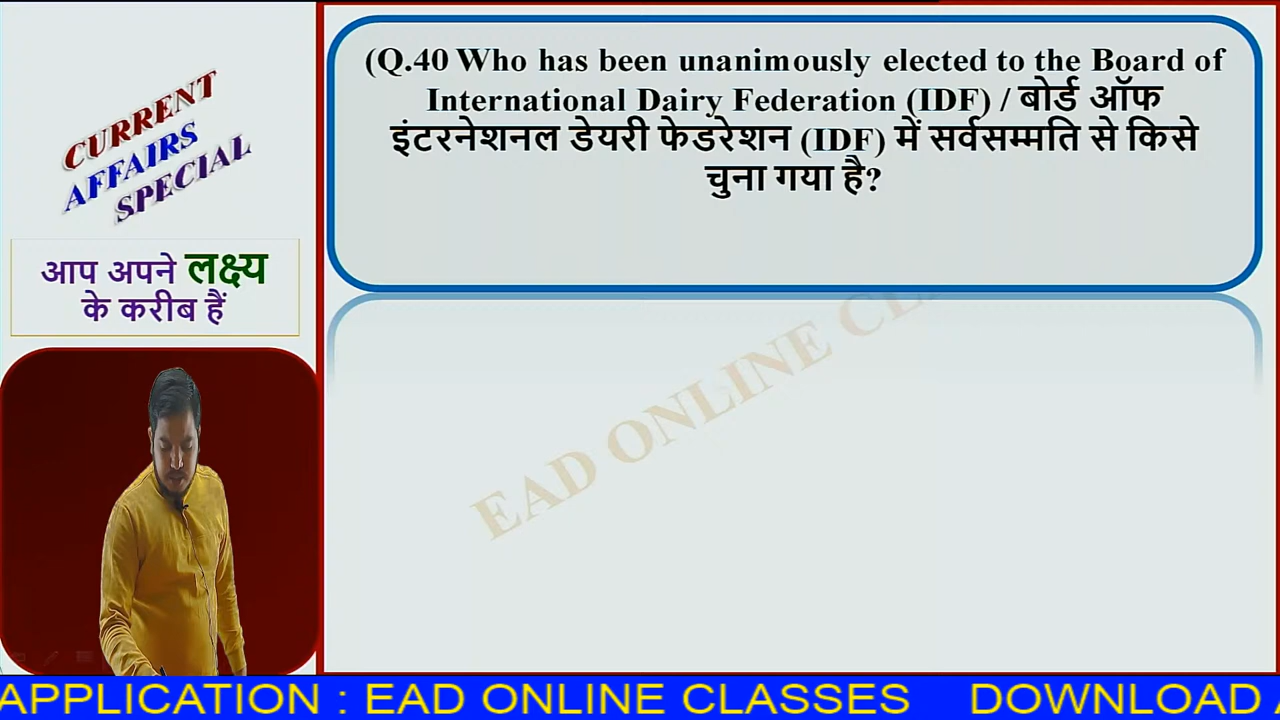 CURRENT
AFFAIRS
SPECIAL
आप अपने लक्ष्य
के करीब हैं
(Q.40 Who has been unanimously elected to the Board of
International Dairy Federation (IDF) / बोर्ड ऑफ
इंटरनेशनल डेयरी फेडरेशन (IDF) में सर्वसम्मति से किसे
चुना गया है?
EAD ONLINE
APPLICATION : EAD ONLINE CLASSES DOWNLOAD